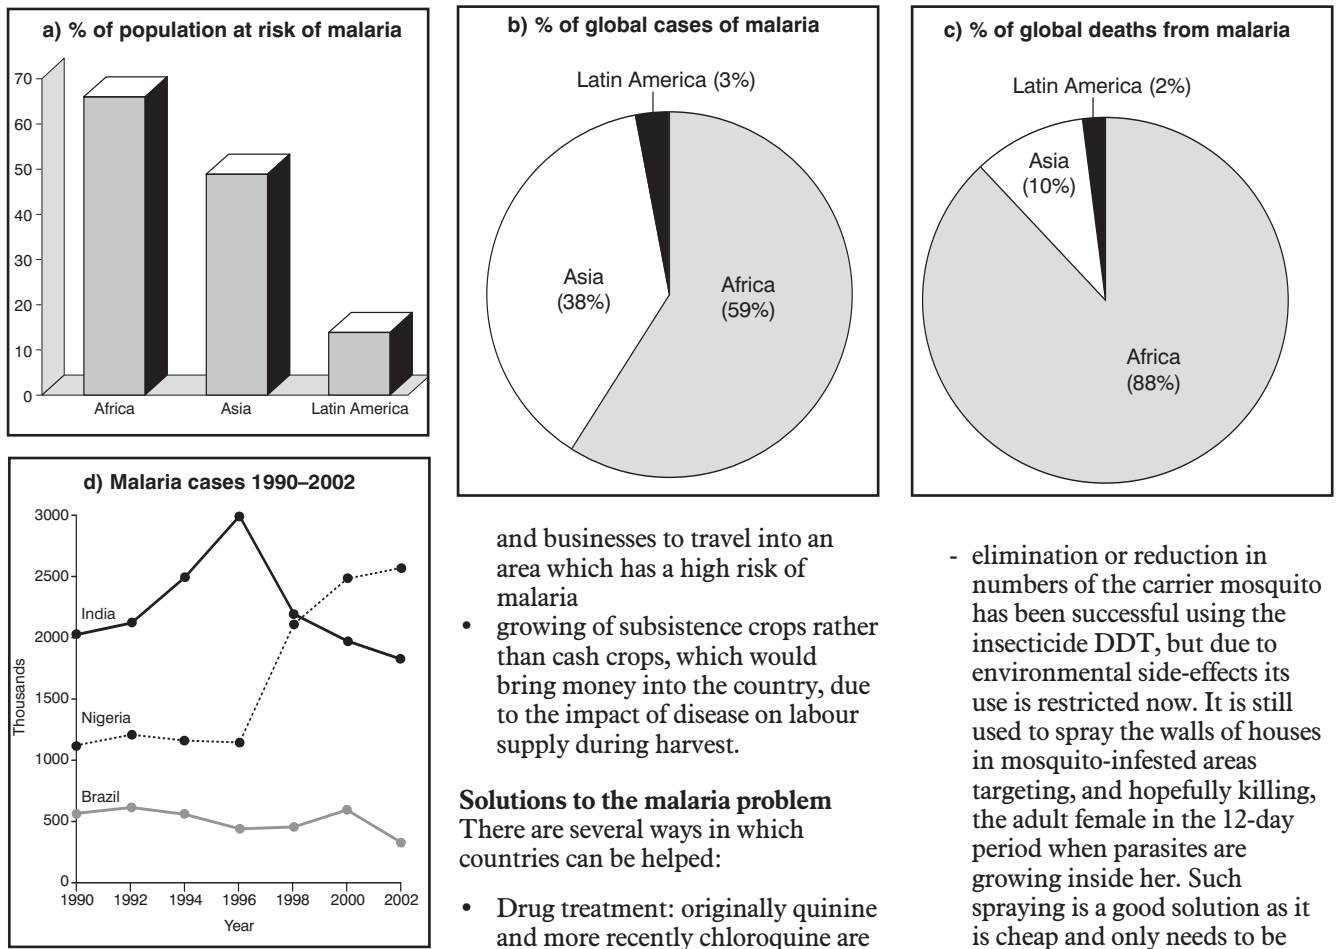 a) % of population at risk of malaria
70
60
50
40
30
20
10
0
Africa
Asia
Latin America
b) % of global cases of malaria
Latin America (3%)
Asia
(38%)
Africa
(59%)
c) % of global deaths from malaria
Latin America (2%)
Asia
(10%)
Africa
(88%)
d) Malaria cases 1990–2002
3000
2500
2000
1500
1000
500
0
Thousands
India
Nigeria
Brazil
1990
1992
1994
1996
1998
2000
2002
Year
and businesses to travel into an
area which has a high risk of
malaria
• growing of subsistence crops rather
than cash crops, which would
bring money into the country, due
to the impact of disease on labour
supply during harvest.
Solutions to the malaria problem
There are several ways in which
countries can be helped:
• Drug treatment: originally quinine
and more recently chloroquine are
- elimination or reduction in
numbers of the carrier mosquito
has been successful using the
insecticide DDT, but due to
environmental side-effects its
use is restricted now. It is still
used to spray the walls of houses
in mosquito-infested areas
targeting, and hopefully killing,
the adult female in the 12-day
period when parasites are
growing inside her. Such
spraying is a good solution as it
is cheap and only needs to be